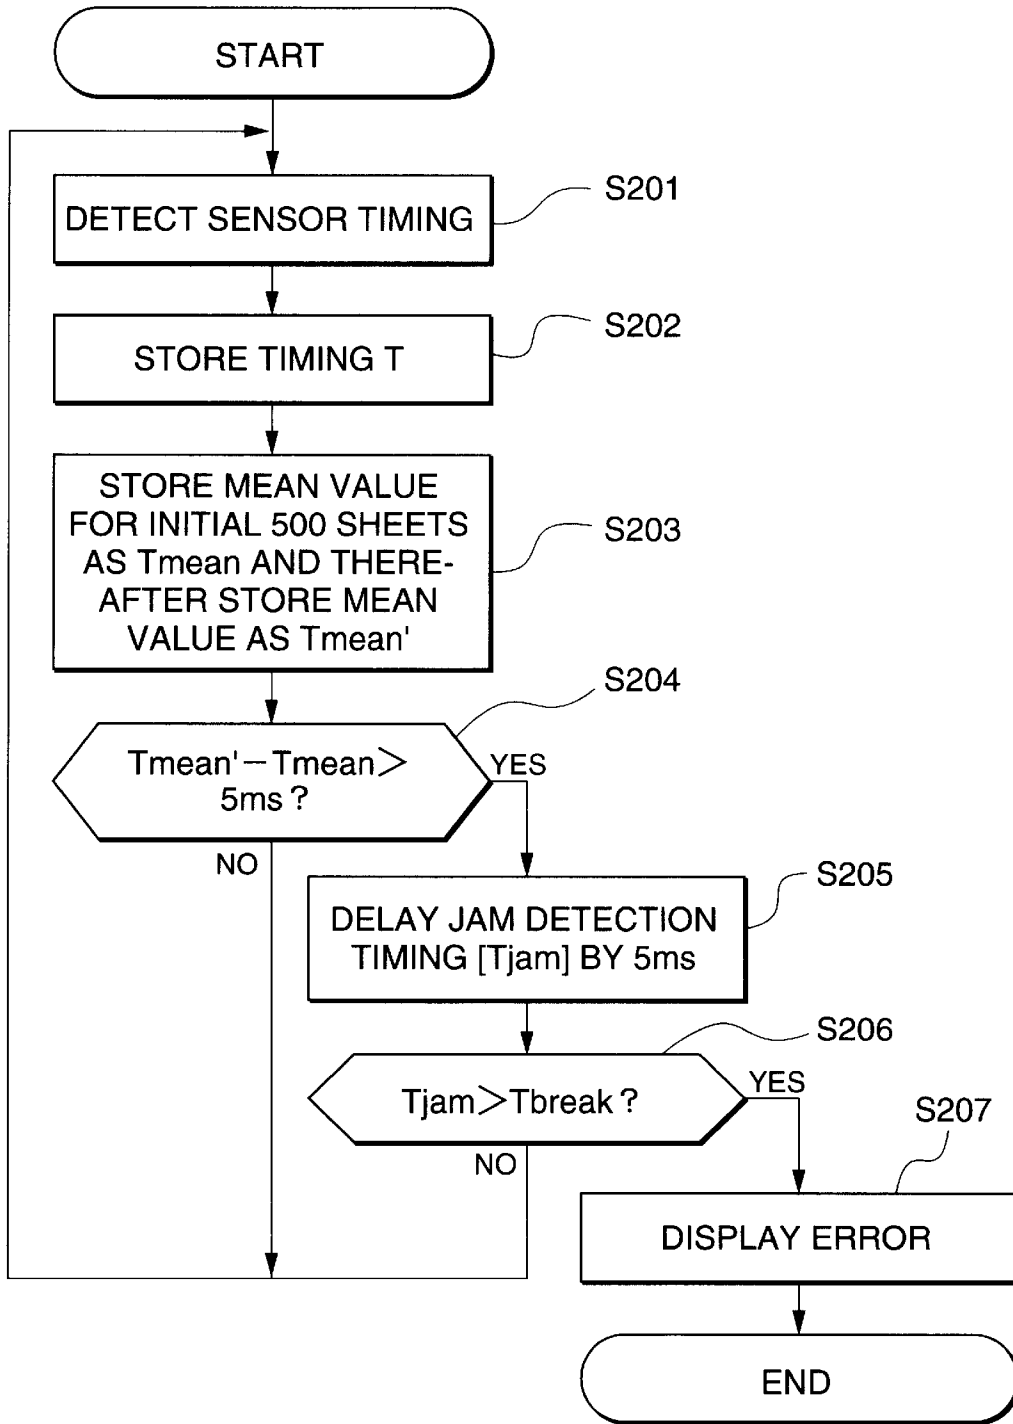 START
S201
DETECT SENSOR TIMING
S202
STORE TIMING T
STORE MEAN VALUE
FOR INITIAL 500 SHEETS
AS Tmean AND THERE-
AFTER STORE MEAN
VALUE AS Tmean'
S203
S204
Tmean'－Tmean＞
5ms？
YES
NO
S205
DELAY JAM DETECTION
TIMING [Tjam] BY 5ms
S206
Tjam＞Tbreak？
YES
NO
S207
DISPLAY ERROR
END